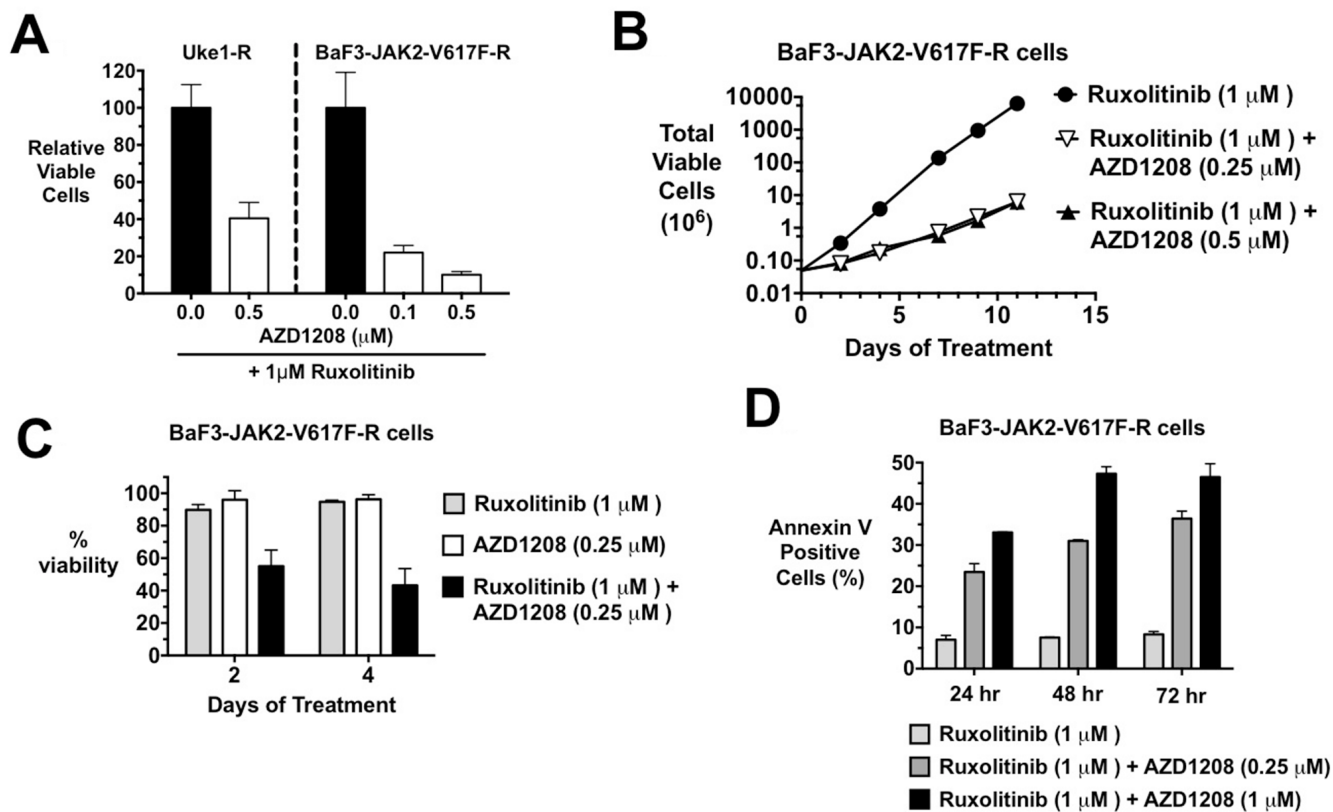 A
Uke1-R
BaF3-JAK2-V617F-R
120
100
80
60
40
20
0
Relative
Viable
Cells
0.0
0.5
0.0
0.1
0.5
AZD1208 (μM)
+ 1μM Ruxolitinib
B
BaF3-JAK2-V617F-R cells
Total
Viable
Cells
(10⁶)
10000
1000
100
10
1
0.10
0.01
0
5
10
15
Days of Treatment
Ruxolitinib (1 μM )
Ruxolitinib (1 μM ) +
AZD1208 (0.25 μM)
Ruxolitinib (1 μM ) +
AZD1208 (0.5 μM)
C
BaF3-JAK2-V617F-R cells
%
viability
100
80
60
40
20
0
2
4
Days of Treatment
Ruxolitinib (1 μM )
AZD1208 (0.25 μM)
Ruxolitinib (1 μM ) +
AZD1208 (0.25 μM )
D
BaF3-JAK2-V617F-R cells
Annexin V
Positive
Cells (%)
50
40
30
20
10
0
24 hr
48 hr
72 hr
Ruxolitinib (1 μM )
Ruxolitinib (1 μM ) + AZD1208 (0.25 μM)
Ruxolitinib (1 μM ) + AZD1208 (1 μM)